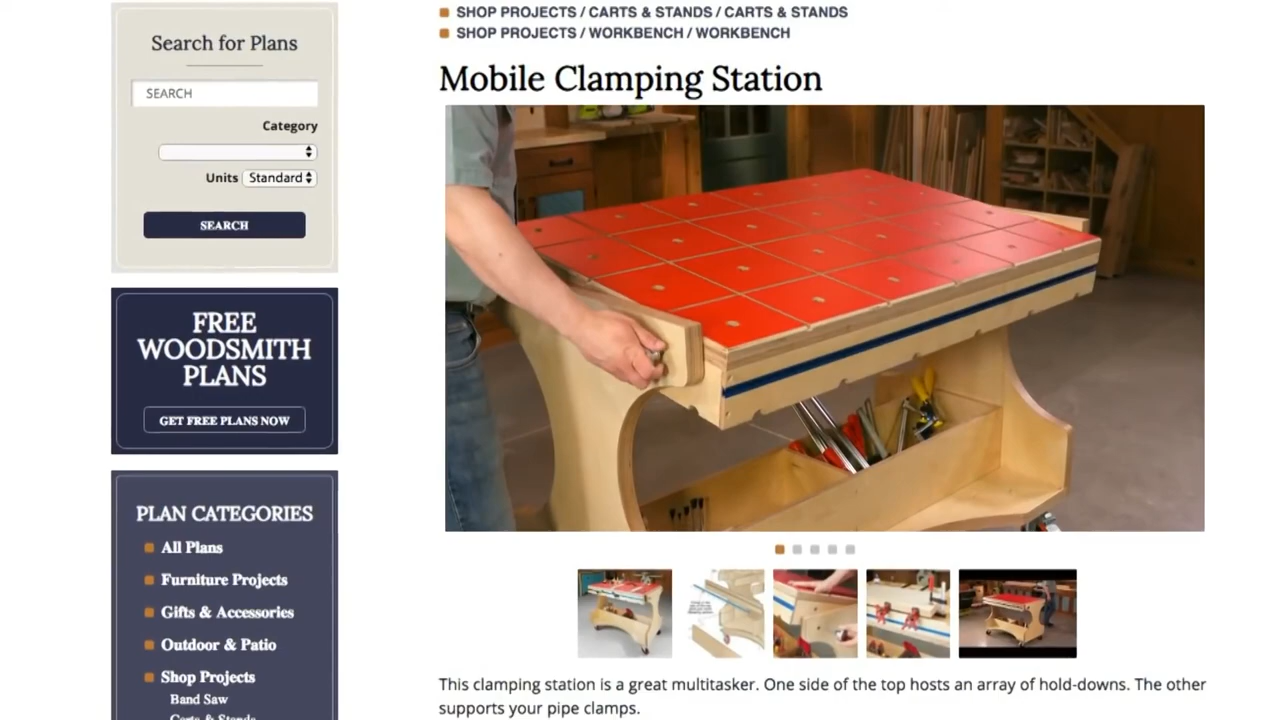 Search for Plans
SEARCH
Category
Units Standard
SEARCH
FREE
WOODSMITH
PLANS
GET FREE PLANS NOW
PLAN CATEGORIES
All Plans
Furniture Projects
Gifts & Accessories
Outdoor & Patio
Shop Projects
Band Saw
Carts & Stands
SHOP PROJECTS / CARTS & STANDS / CARTS & STANDS
SHOP PROJECTS / WORKBENCH / WORKBENCH
Mobile Clamping Station
This clamping station is a great multitasker. One side of the top hosts an array of hold-downs. The other
supports your pipe clamps.